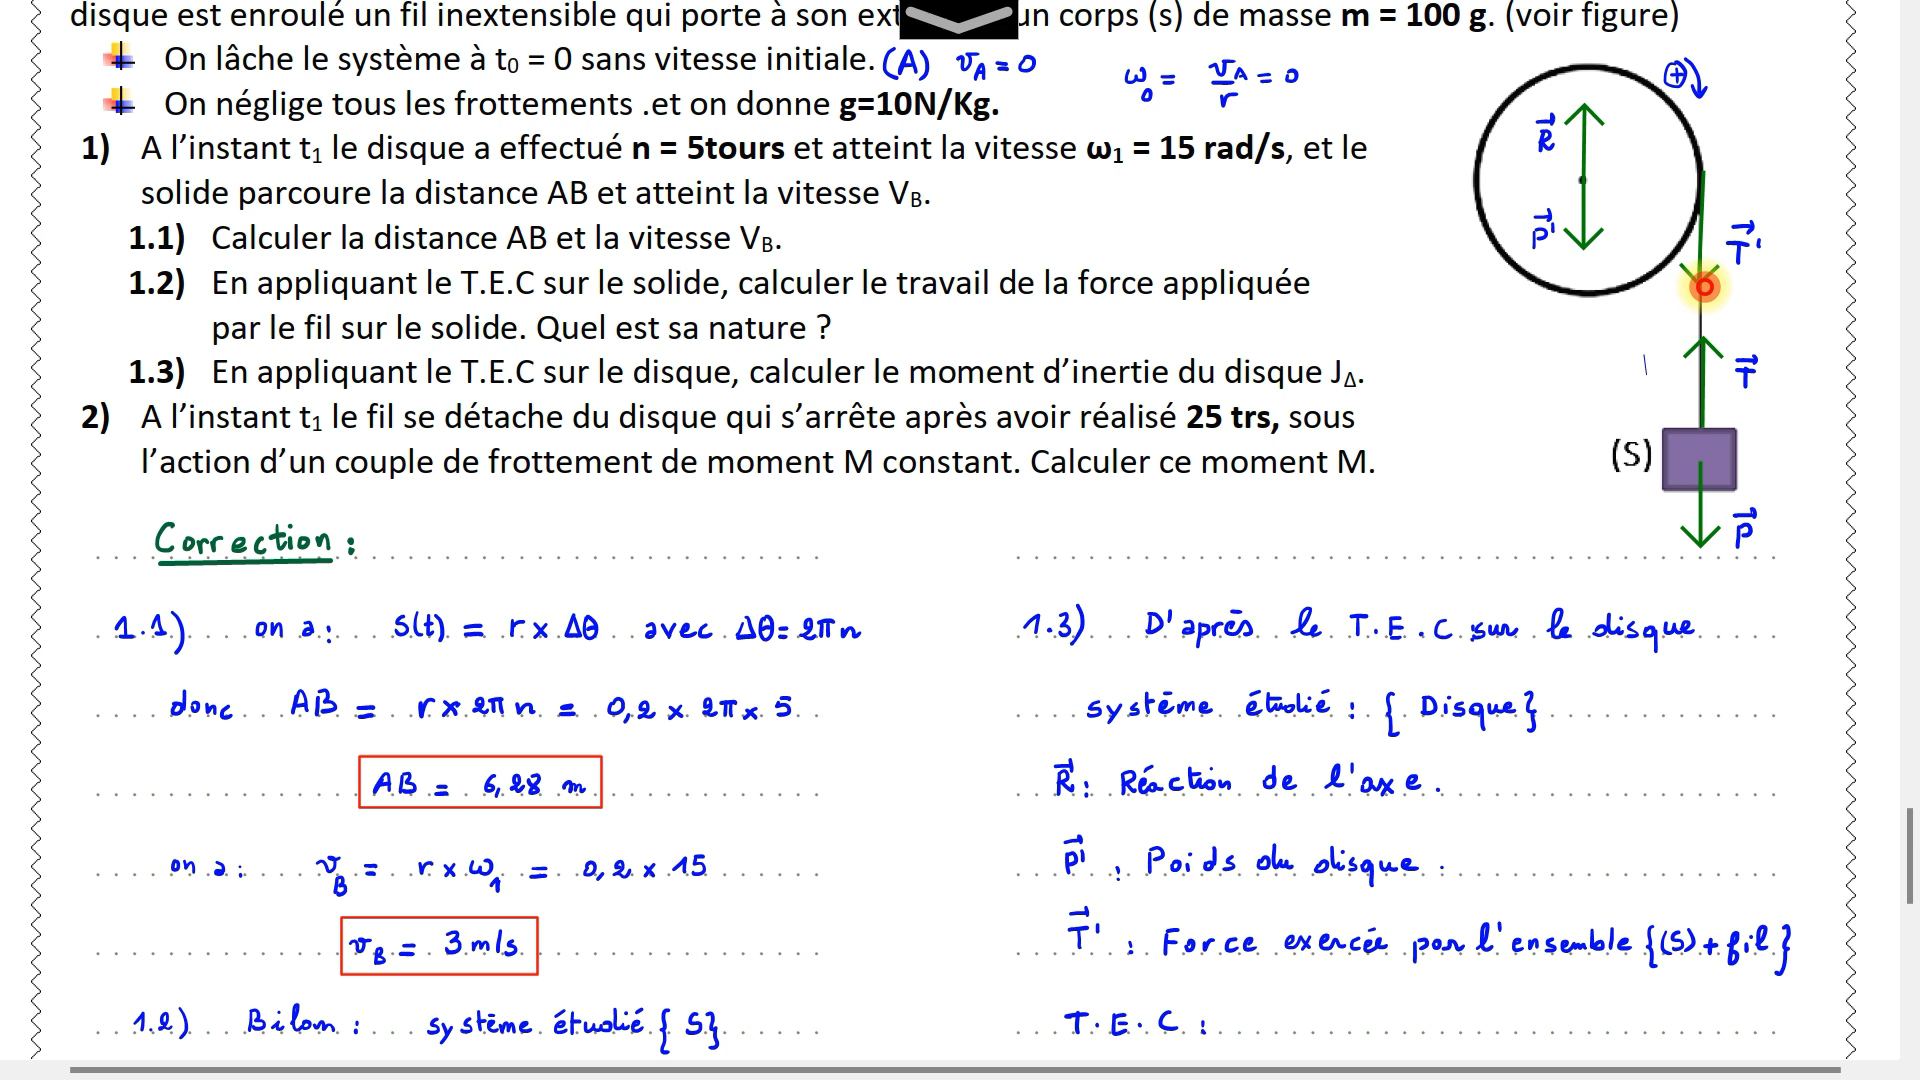 disque est enroulé un fil inextensible qui porte à son un corps (s) de masse m = 100 g. (voir figure)
On lâche le système à t₀ = 0 sans vitesse initiale. (A) v_A = 0
ω₀ = v_A/r = 0
On néglige tous les frottements .et on donne g=10N/Kg.
1) A l’instant t₁ le disque a effectué n = 5tours et atteint la vitesse ω₁ = 15 rad/s, et le
solide parcoure la distance AB et atteint la vitesse V_B.
1.1) Calculer la distance AB et la vitesse V_B.
1.2) En appliquant le T.E.C sur le solide, calculer le travail de la force appliquée
par le fil sur le solide. Quel est sa nature ?
1.3) En appliquant le T.E.C sur le disque, calculer le moment d’inertie du disque J_Δ.
2) A l’instant t₁ le fil se détache du disque qui s’arrête après avoir réalisé 25 trs, sous
l’action d’un couple de frottement de moment M constant. Calculer ce moment M.
+
R⃗
P⃗'
T⃗'
T⃗
(S)
P⃗
Correction :
1.1) on a : S(t) = r x Δθ avec Δθ = 2πn
donc AB = r x 2πn = 0,2 x 2π x 5
AB = 6,28 m
on a : v_B = r x ω₁ = 0,2 x 15
v_B = 3 m/s
1.2) Bilan : système étudié { S}
1.3) D'après le T.E.C sur le disque
système étudié : { Disque}
R⃗ : Réaction de l'axe .
P⃗' : Poids du disque .
T⃗' : Force exercée par l'ensemble {(S) + fil }
T.E.C :